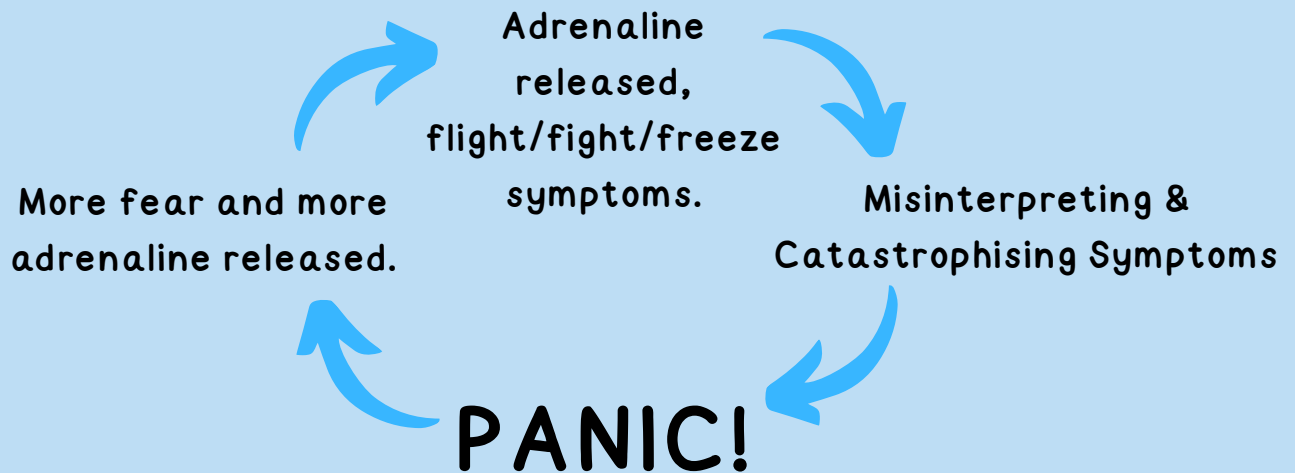 Adrenaline
released,
flight/fight/freeze
symptoms.
Misinterpreting &
Catastrophising Symptoms
PANIC!
More fear and more
adrenaline released.